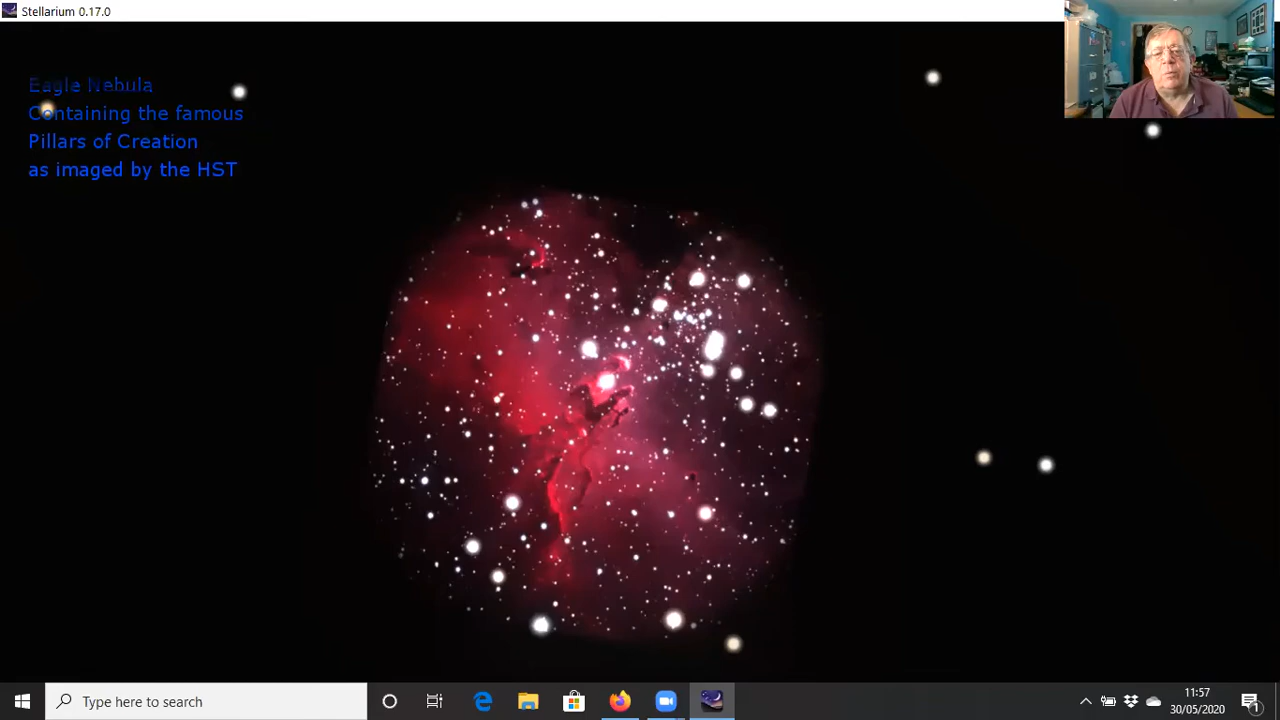 Stellarium 0.17.0
Eagle Nebula
Containing the famous
Pillars of Creation
as imaged by the HST
Type here to search
11:57
30/05/2020
1